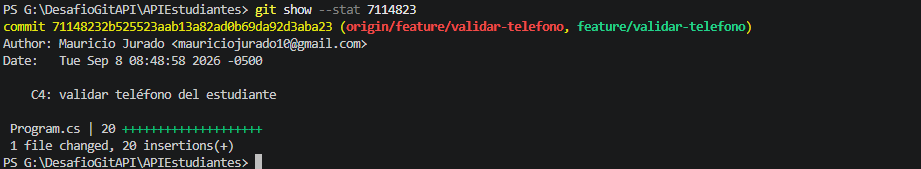 PS G:\DesafioGitAPI\APIEstudiantes> git show --stat 7114823
commit 71148232b525523aab13a82ad0b69da92d3aba23 (origin/feature/validar-telefono, feature/validar-telefono)
Author: Mauricio Jurado <mauriciojurado10@gmail.com>
Date:   Tue Sep 8 08:48:58 2026 -0500

    C4: validar teléfono del estudiante

 Program.cs | 20 ++++++++++++++++++++
 1 file changed, 20 insertions(+)
PS G:\DesafioGitAPI\APIEstudiantes>